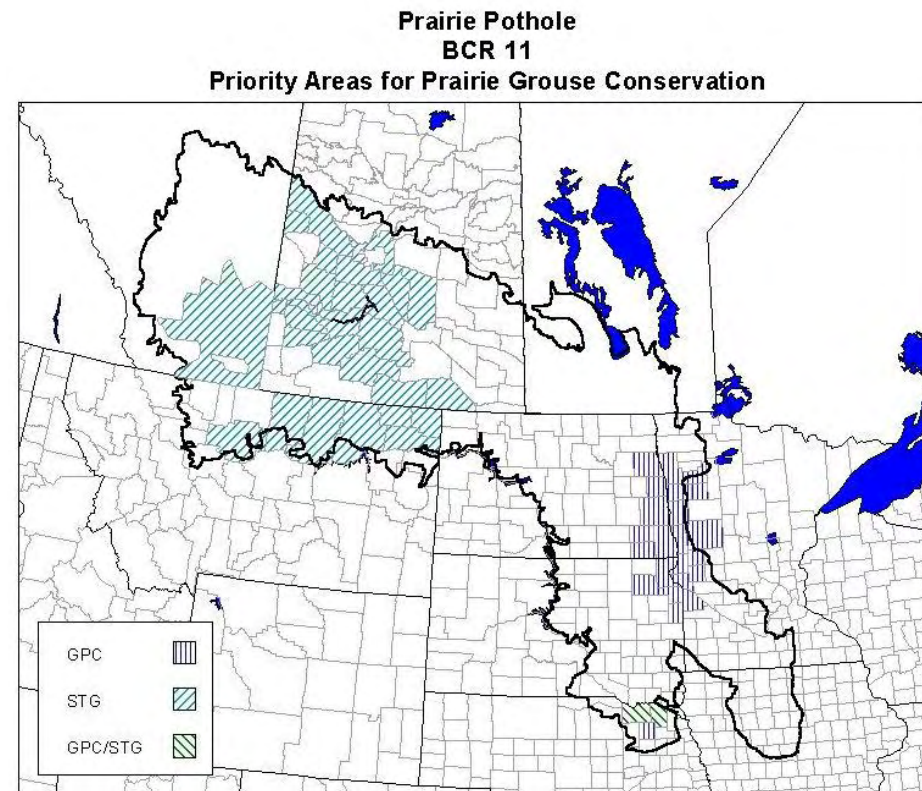 Prairie Pothole
BCR 11
Priority Areas for Prairie Grouse Conservation
GPC
STG
GPC/STG